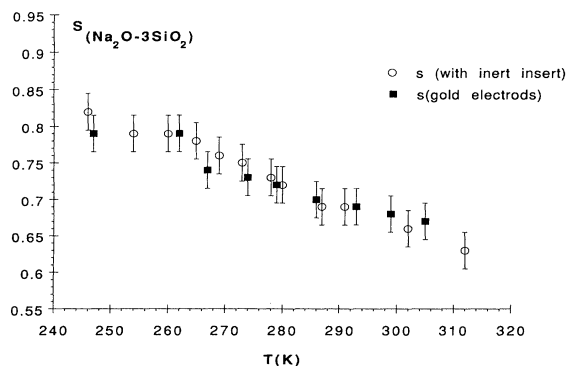 0.95
S
(Na2O-3SiO2)
0.9
s (with inert insert)
0.85
s(gold electrods)
0.8
0.75
0.7
0.65
0.6
0.55
240 250 260 270 280 290 300 310 320
T(K)